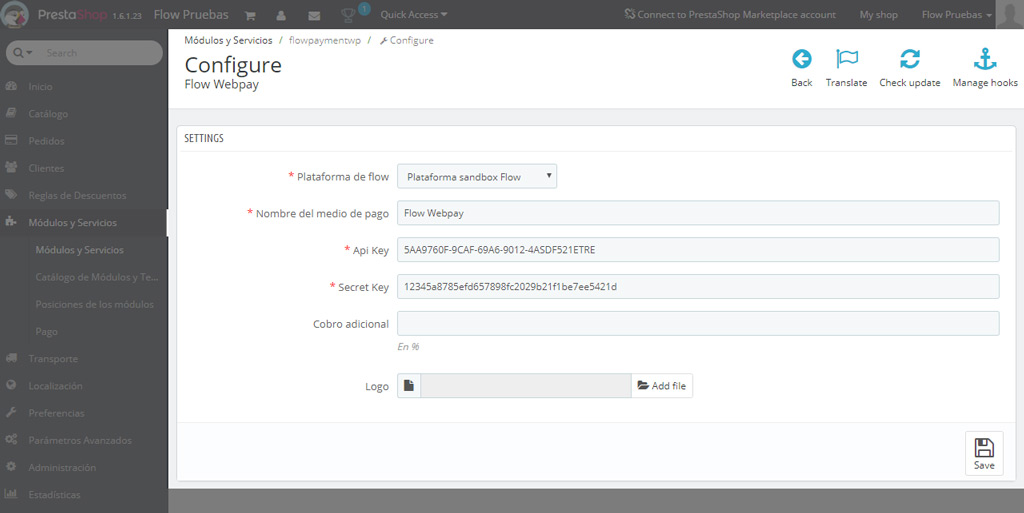 PrestaShop 1.6.1.23 Flow Pruebas 1 Quick Access Connect to PrestaShop Marketplace account My shop Flow Pruebas
Search
Inicio
Catálogo
Pedidos
Clientes
Reglas de Descuentos
Módulos y Servicios
Módulos y Servicios
Catálogo de Módulos y Te...
Posiciones de los módulos
Pago
Transporte
Localización
Preferencias
Parámetros Avanzados
Administración
Estadísticas
Módulos y Servicios / flowpaymentwp / Configure
Configure
Flow Webpay
Back Translate Check update Manage hooks
SETTINGS
* Plataforma de flow Plataforma sandbox Flow
* Nombre del medio de pago Flow Webpay
* Api Key 5AA9760F-9CAF-69A6-9012-4ASDF521ETRE
* Secret Key 12345a8785efd657898fc2029b21f1be7ee5421d
Cobro adicional
En %
Logo Add file
Save